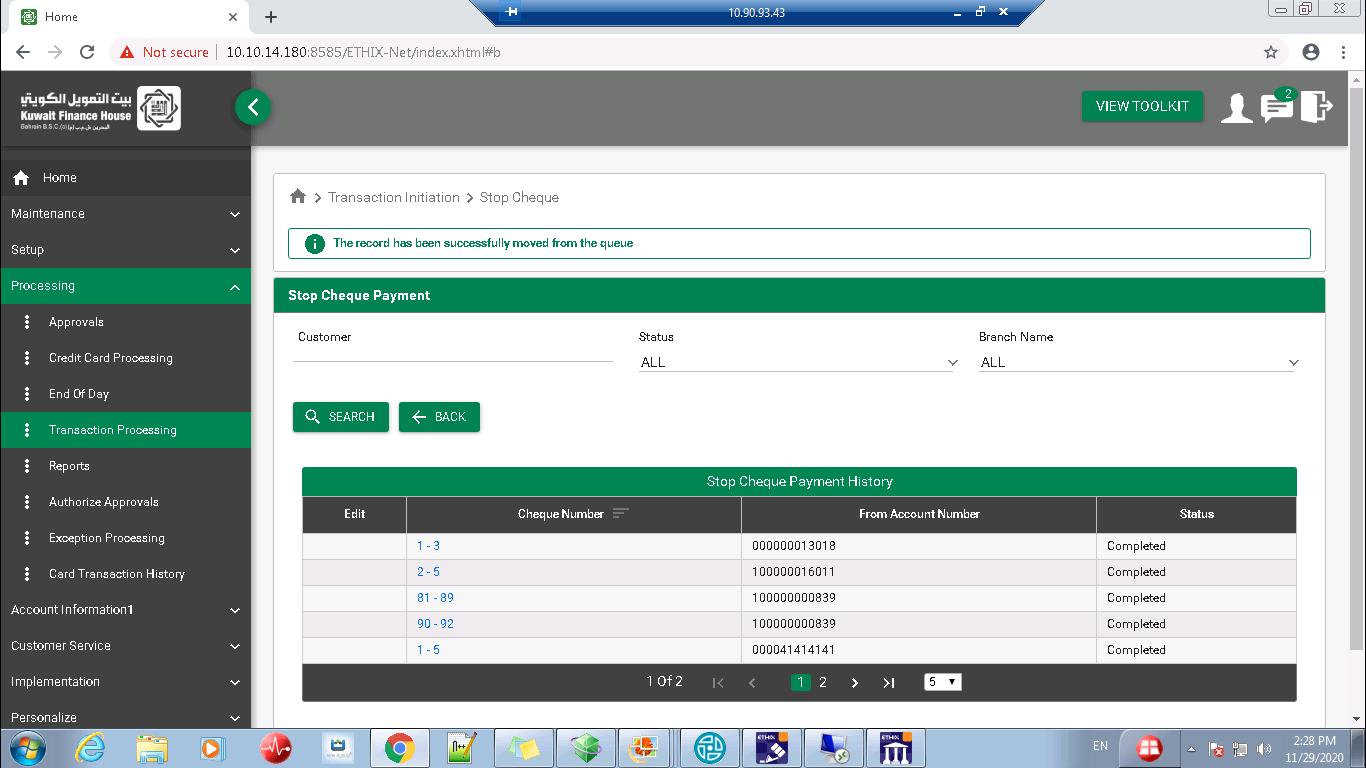 Home
10.90.93.43
Not secure
10.10.14.180:8585/ETHIX-Net/index.xhtml#b
بيت التمويل الكويتي
Kuwait Finance House
VIEW TOOLKIT
2
Home
Maintenance
Setup
Processing
Approvals
Credit Card Processing
End Of Day
Transaction Processing
Reports
Authorize Approvals
Exception Processing
Card Transaction History
Account Information1
Customer Service
Implementation
Personalize
Transaction Initiation
Stop Cheque
The record has been successfully moved from the queue
Stop Cheque Payment
Customer
Status
Branch Name
ALL
ALL
SEARCH
BACK
Stop Cheque Payment History
Edit Cheque Number From Account Number Status
1 - 3 000000013018 Completed
2 - 5 100000016011 Completed
81 - 89 100000000839 Completed
90 - 92 100000000839 Completed
1 - 5 000041414141 Completed
1 Of 2
1 2
5
ETHIX
ETHIX
EN
2:28 PM
11/29/2020